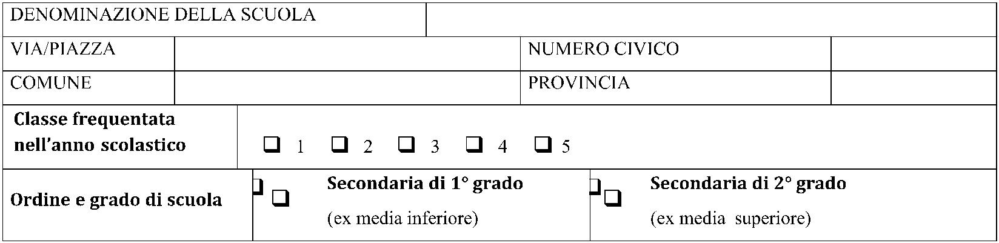 DENOMINAZIONE DELLA SCUOLA
VIA/PIAZZA NUMERO CIVICO
COMUNE PROVINCIA
Classe frequentata
nell'anno scolastico
❑ 1 ❑ 2 ❑ 3 ❑ 4 ❑ 5
Ordine e grado di scuola
Secondaria di 1° grado
(ex media inferiore)
Secondaria di 2° grado
(ex media superiore)